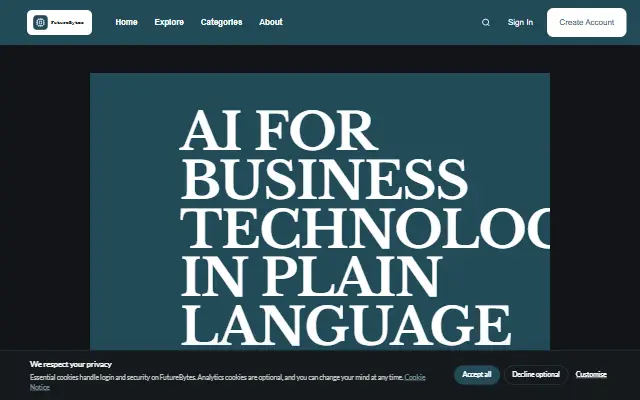 FutureBytes
Home
Explore
Categories
About
Sign In
Create Account
AI FOR
BUSINESS
TECHNOLOG
IN PLAIN
LANGUAGE
We respect your privacy
Essential cookies handle login and security on FutureBytes. Analytics cookies are optional, and you can change your mind at any time. Cookie
Notice
Accept all
Decline optional
Customise